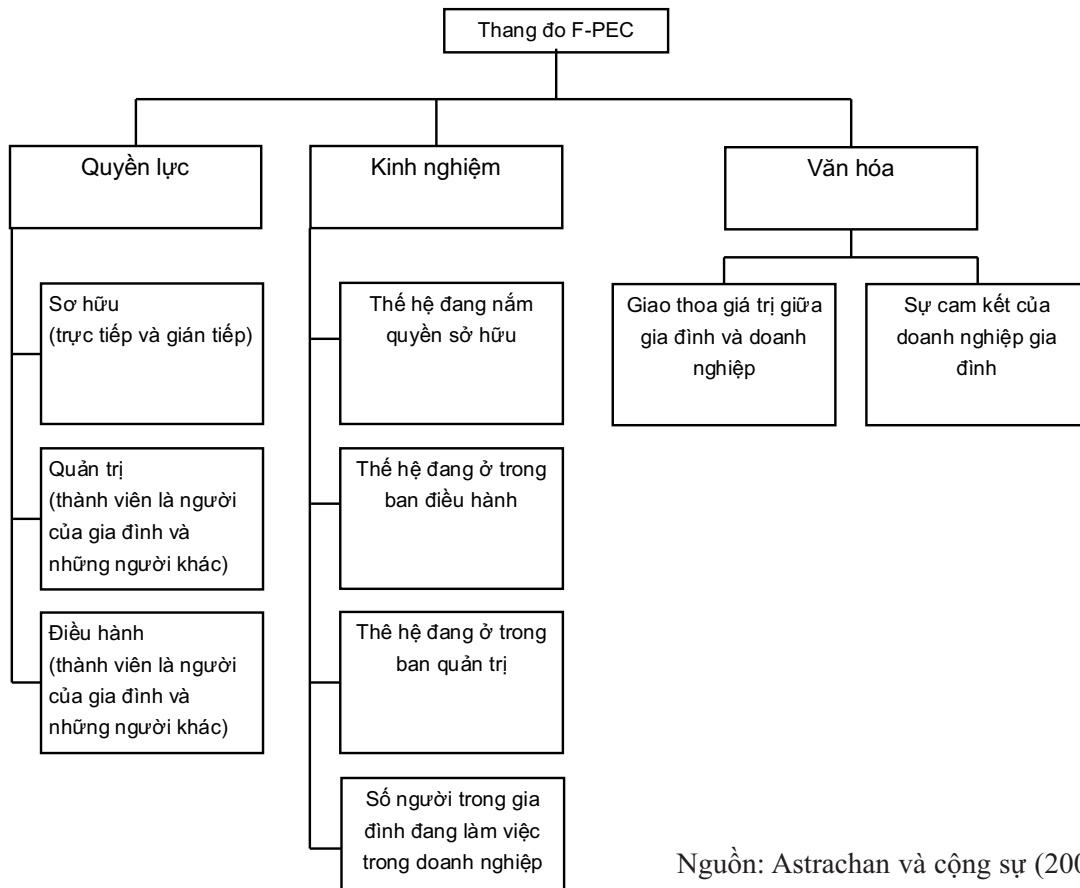 Thang đo F-PEC
Quyền lực
Kinh nghiệm
Văn hóa
Sơ hữu
(trực tiếp và gián tiếp)
Quản trị
(thành viên là người
của gia đình và
những người khác)
Điều hành
(thành viên là người
của gia đình và
những người khác)
Thế hệ đang nắm
quyền sở hữu
Thế hệ đang ở trong
ban điều hành
Thê hệ đang ở trong
ban quản trị
Số người trong gia
đình đang làm việc
trong doanh nghiệp
Giao thoa giá trị giữa
gia đình và doanh
nghiệp
Sự cam kết của
doanh nghiệp gia
đình
Nguồn: Astrachan và cộng sự (200